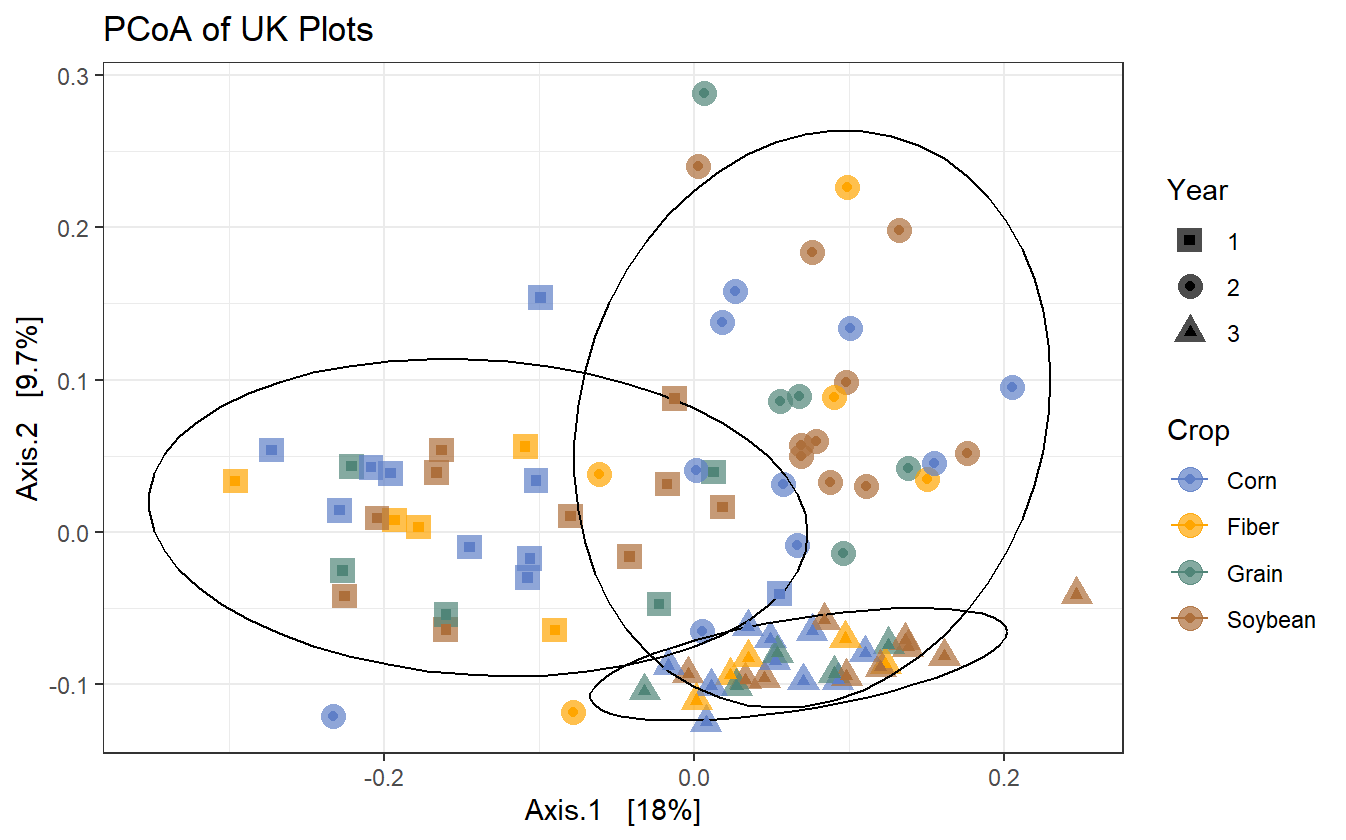 PCoA of UK Plots
0.3
0.2
0.1
0.0
-0.1
Axis.2 [9.7%]
-0.2
0.0
0.2
Axis.1 [18%]
Year
1
2
3
Crop
Corn
Fiber
Grain
Soybean